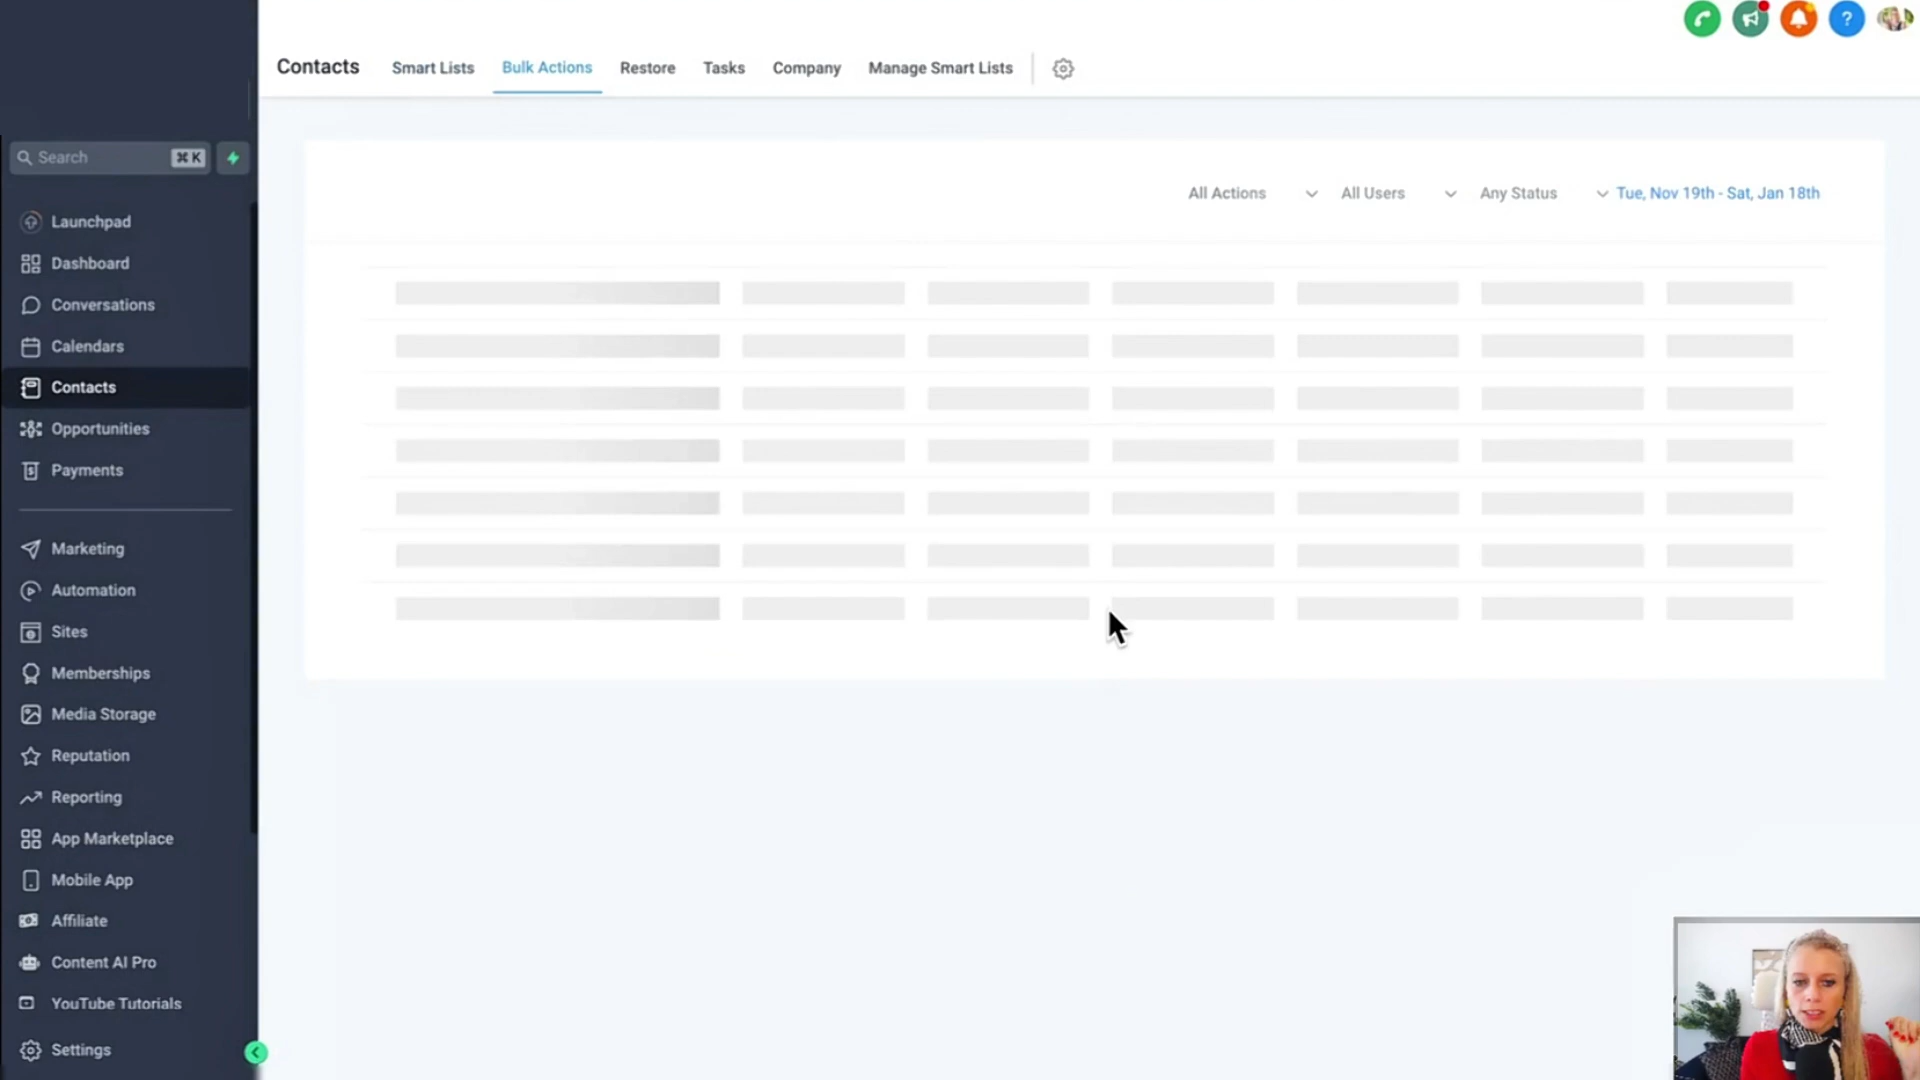 Contacts
Smart Lists
Bulk Actions
Restore
Tasks
Company
Manage Smart Lists
?
Search
⌘ K
Launchpad
Dashboard
Conversations
Calendars
Contacts
Opportunities
Payments
Marketing
Automation
Sites
Memberships
Media Storage
Reputation
Reporting
App Marketplace
Mobile App
Affiliate
Content AI Pro
YouTube Tutorials
Settings
All Actions
All Users
Any Status
Tue, Nov 19th - Sat, Jan 18th